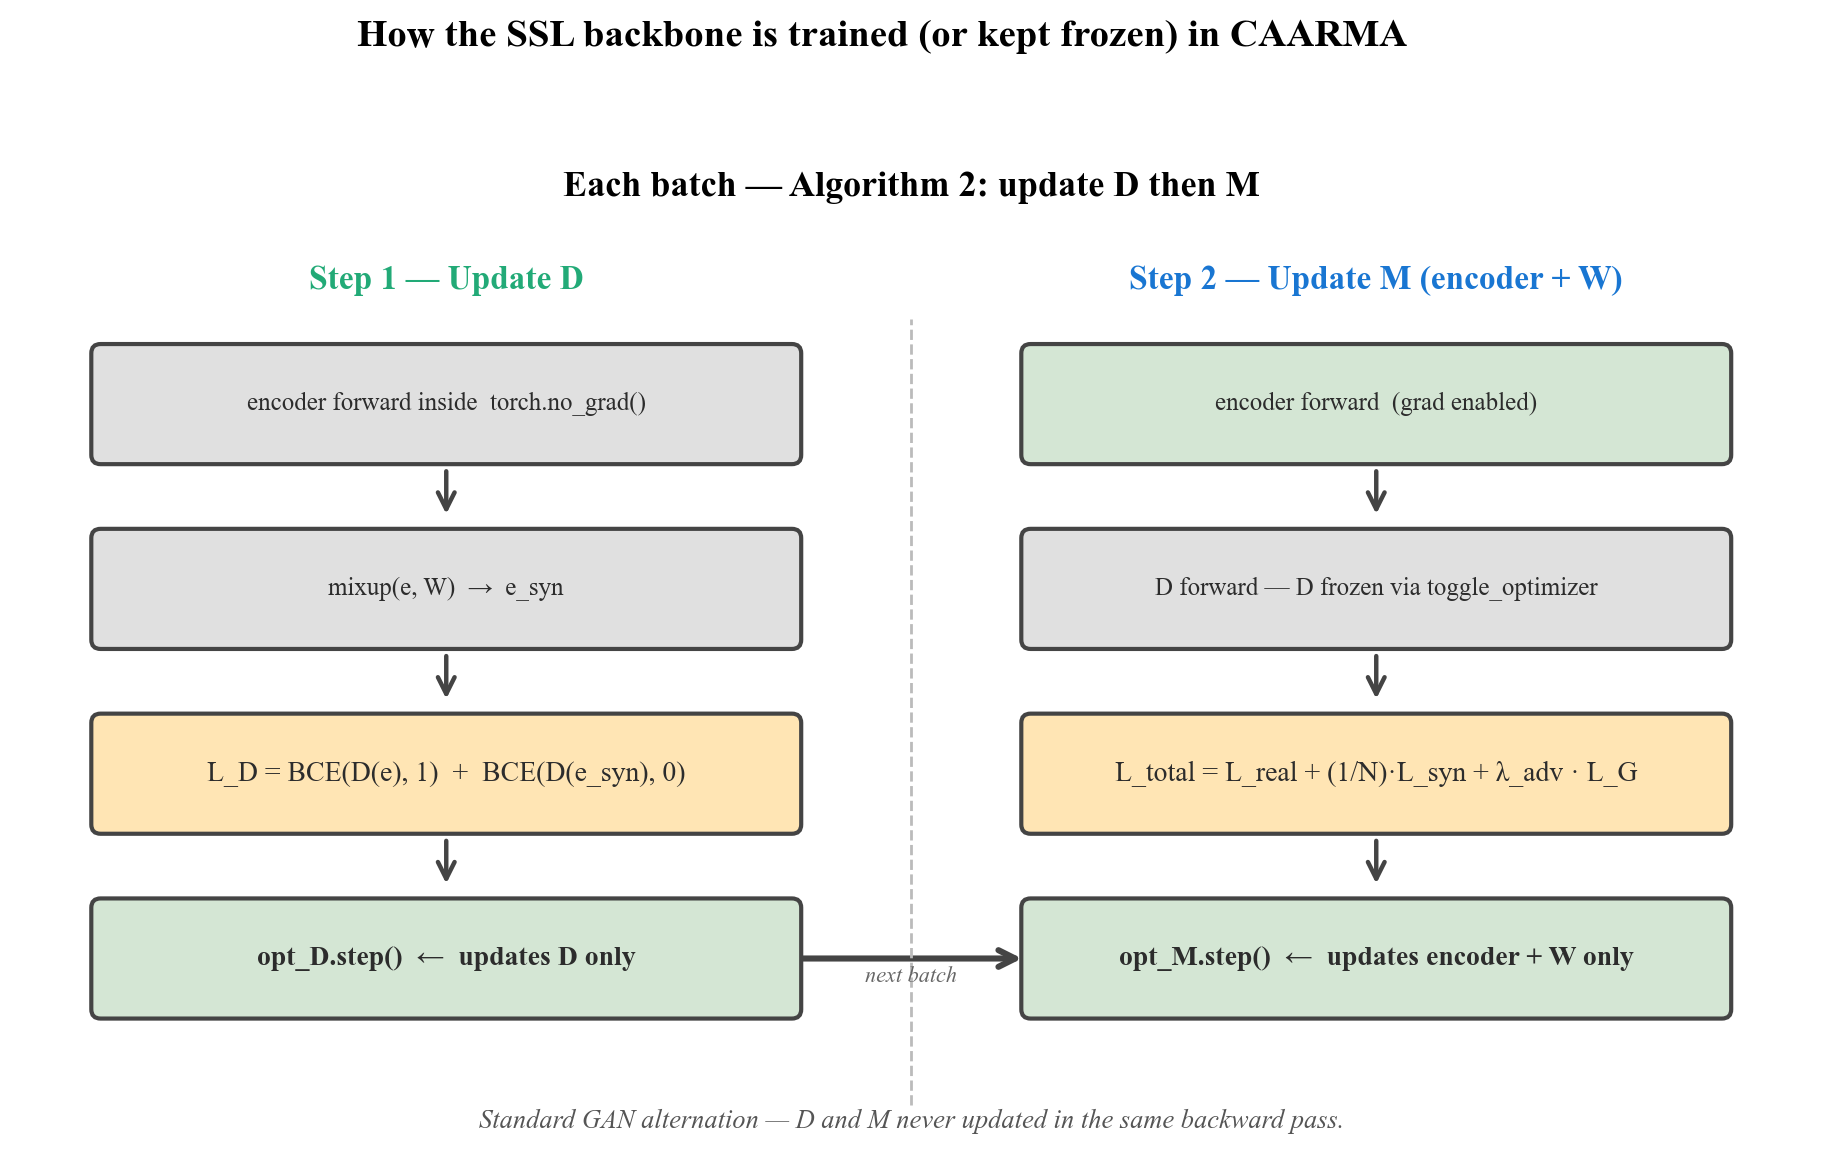 How the SSL backbone is trained (or kept frozen) in CAARMA
Each batch — Algorithm 2: update D then M
Step 1 — Update D
encoder forward inside  torch.no_grad()
mixup(e, W)  →  e_syn
L_D = BCE(D(e), 1)  +  BCE(D(e_syn), 0)
opt_D.step()  ←  updates D only
next batch
Step 2 — Update M (encoder + W)
encoder forward  (grad enabled)
D forward — D frozen via toggle_optimizer
L_total = L_real + (1/N)·L_syn + λ_adv · L_G
opt_M.step()  ←  updates encoder + W only
Standard GAN alternation — D and M never updated in the same backward pass.